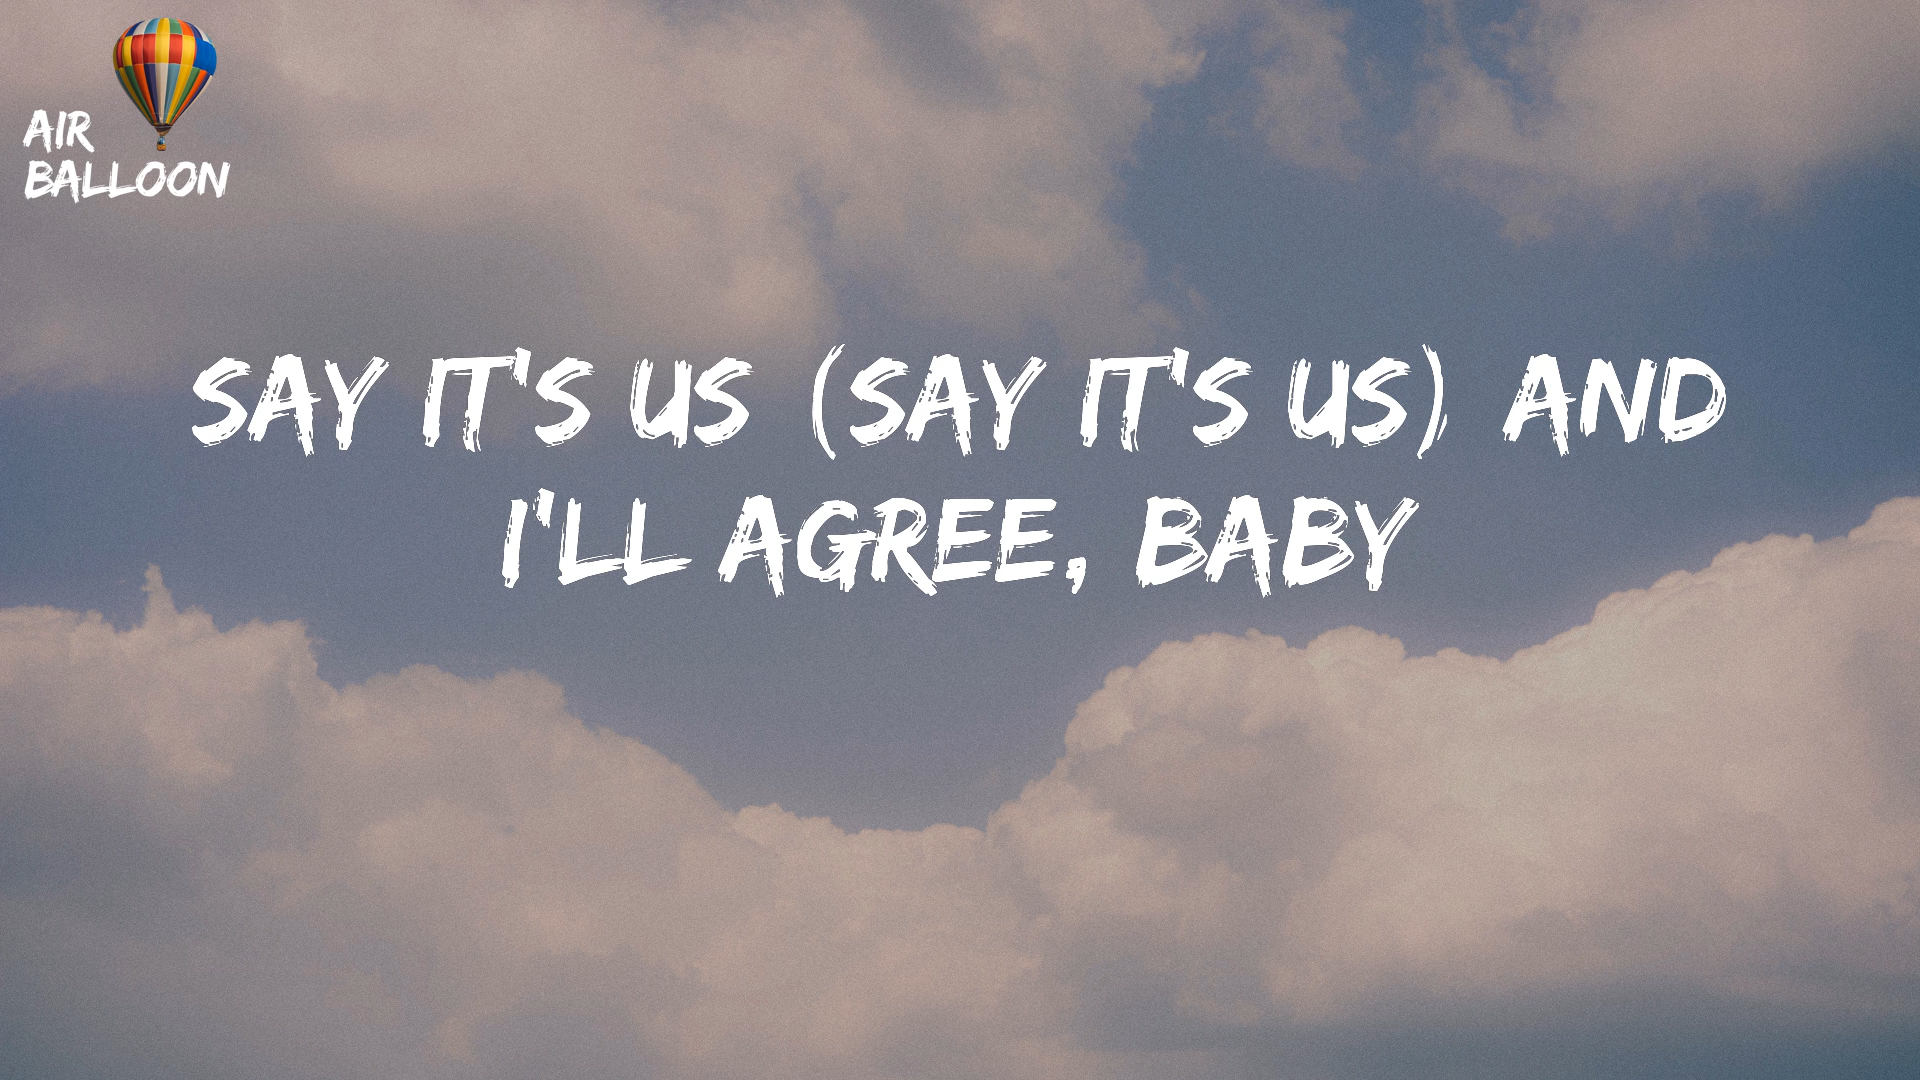 AIR
BALLOON
SAY IT'S US (SAY IT'S US) AND
I'LL AGREE, BABY